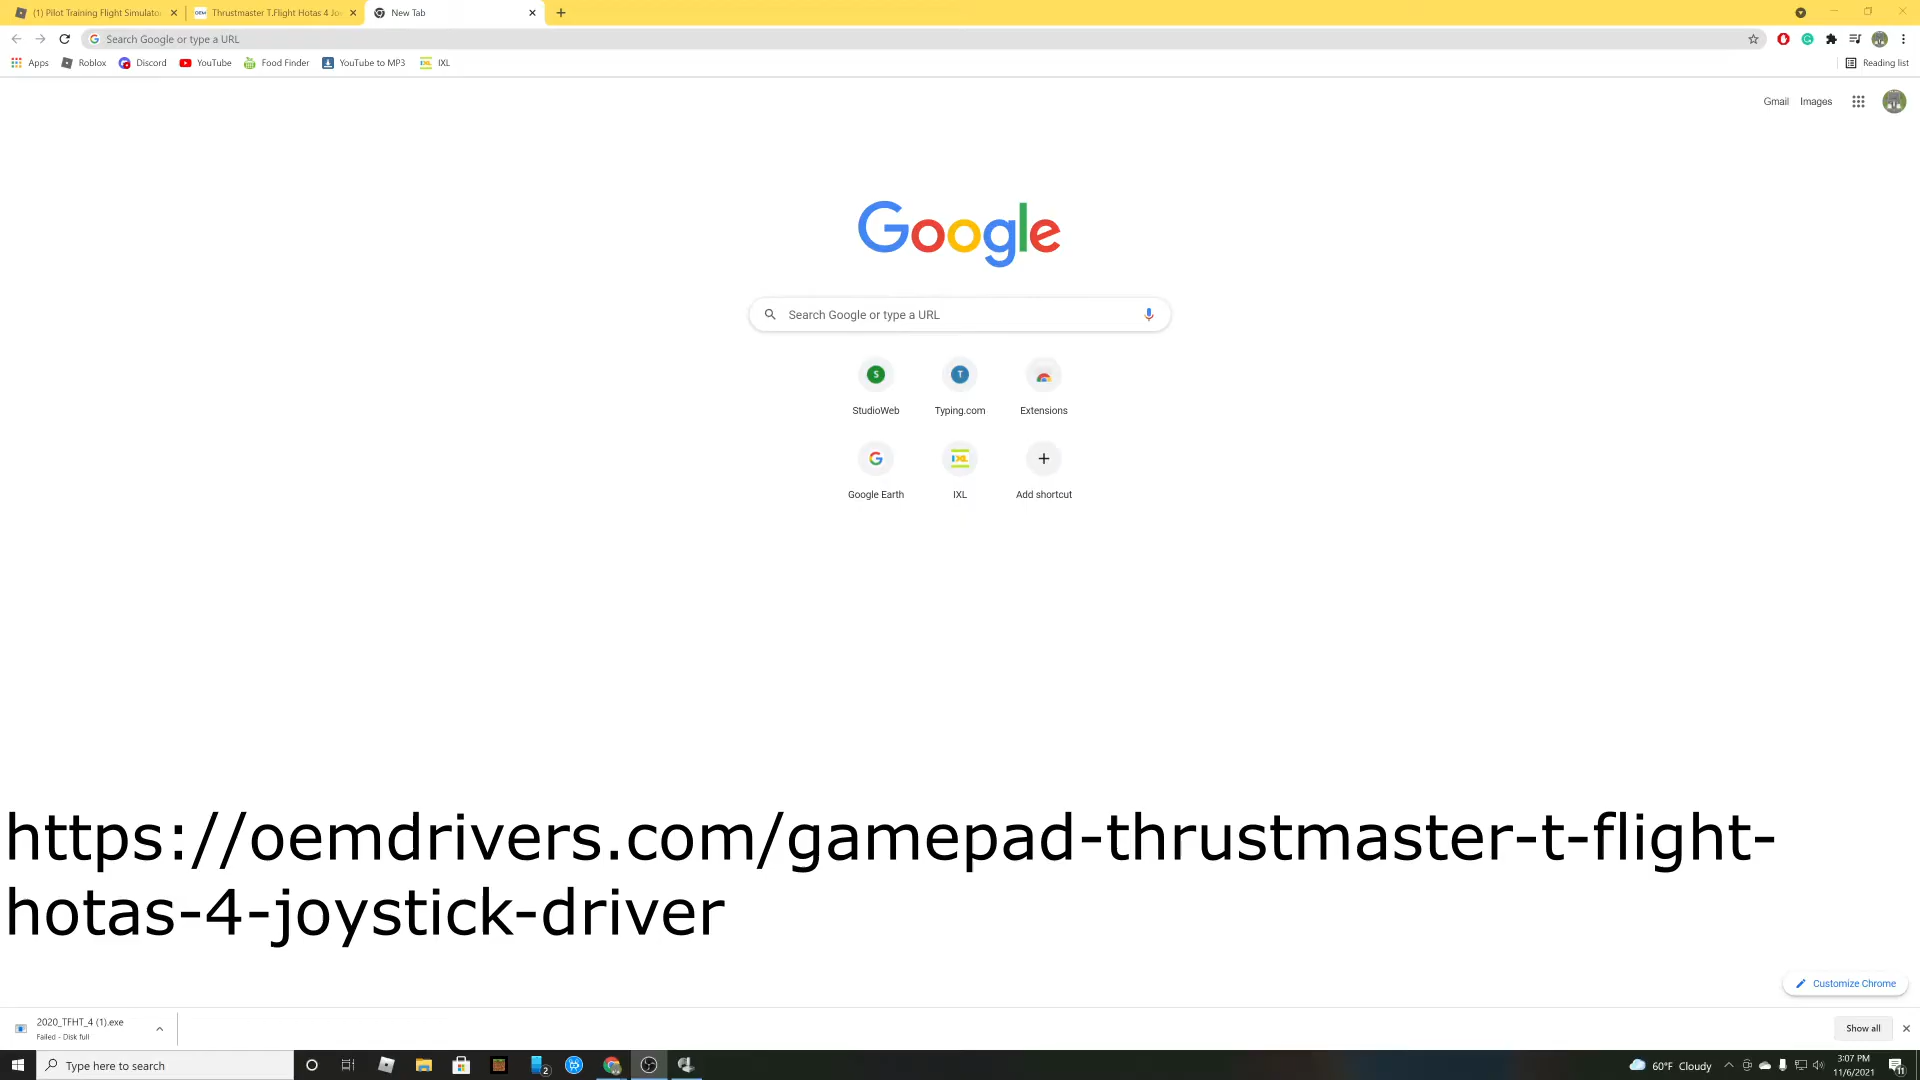 (1) Pilot Training Flight Simulator
Thrustmaster T.Flight Hotas 4 Jo
New Tab
Search Google or type a URL
Apps
Roblox
Discord
YouTube
Food Finder
YouTube to MP3
IXL
Reading list
Gmail
Images
Google
Search Google or type a URL
StudioWeb
Typing.com
Extensions
Google Earth
IXL
Add shortcut
https://oemdrivers.com/gamepad-thrustmaster-t-flight-
hotas-4-joystick-driver
Customize Chrome
2020_TFHT_4 (1).exe
Failed - Disk full
Show all
Type here to search
2
60°F Cloudy
3:07 PM
11/6/2021
11